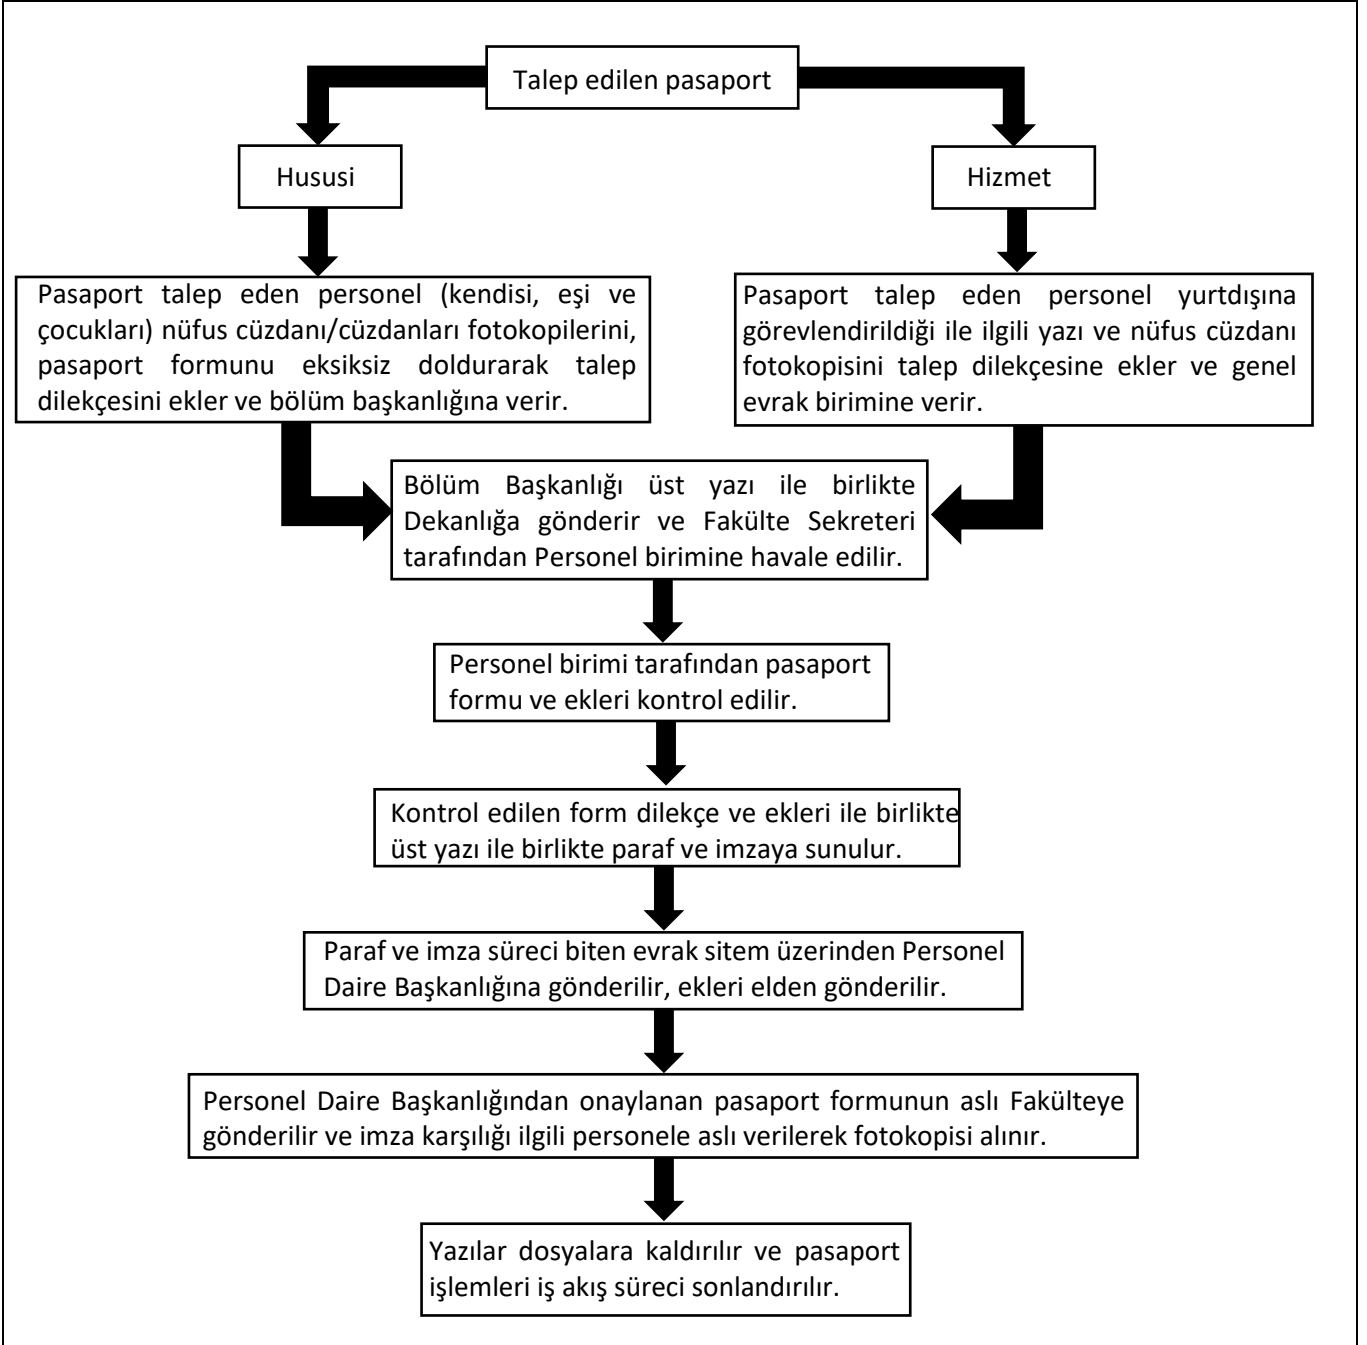 Talep edilen pasaport
Hususi
Hizmet
Pasaport talep eden personel (kendisi, eşi ve
çocukları) nüfus cüzdanı/cüzdanları fotokopilerini,
pasaport formunu eksiksiz doldurarak talep
dilekçesini ekler ve bölüm başkanlığına verir.
Pasaport talep eden personel yurtdışına
görevlendirildiği ile ilgili yazı ve nüfus cüzdanı
fotokopisini talep dilekçesine ekler ve genel
evrak birimine verir.
Bölüm Başkanlığı üst yazı ile birlikte
Dekanlığa gönderir ve Fakülte Sekreteri
tarafından Personel birimine havale edilir.
Personel birimi tarafından pasaport
formu ve ekleri kontrol edilir.
Kontrol edilen form dilekçe ve ekleri ile birlikte
üst yazı ile birlikte paraf ve imzaya sunulur.
Paraf ve imza süreci biten evrak sitem üzerinden Personel
Daire Başkanlığına gönderilir, ekleri elden gönderilir.
Personel Daire Başkanlığından onaylanan pasaport formunun aslı Fakülteye
gönderilir ve imza karşılığı ilgili personele aslı verilerek fotokopisi alınır.
Yazılar dosyalara kaldırılır ve pasaport
işlemleri iş akış süreci sonlandırılır.